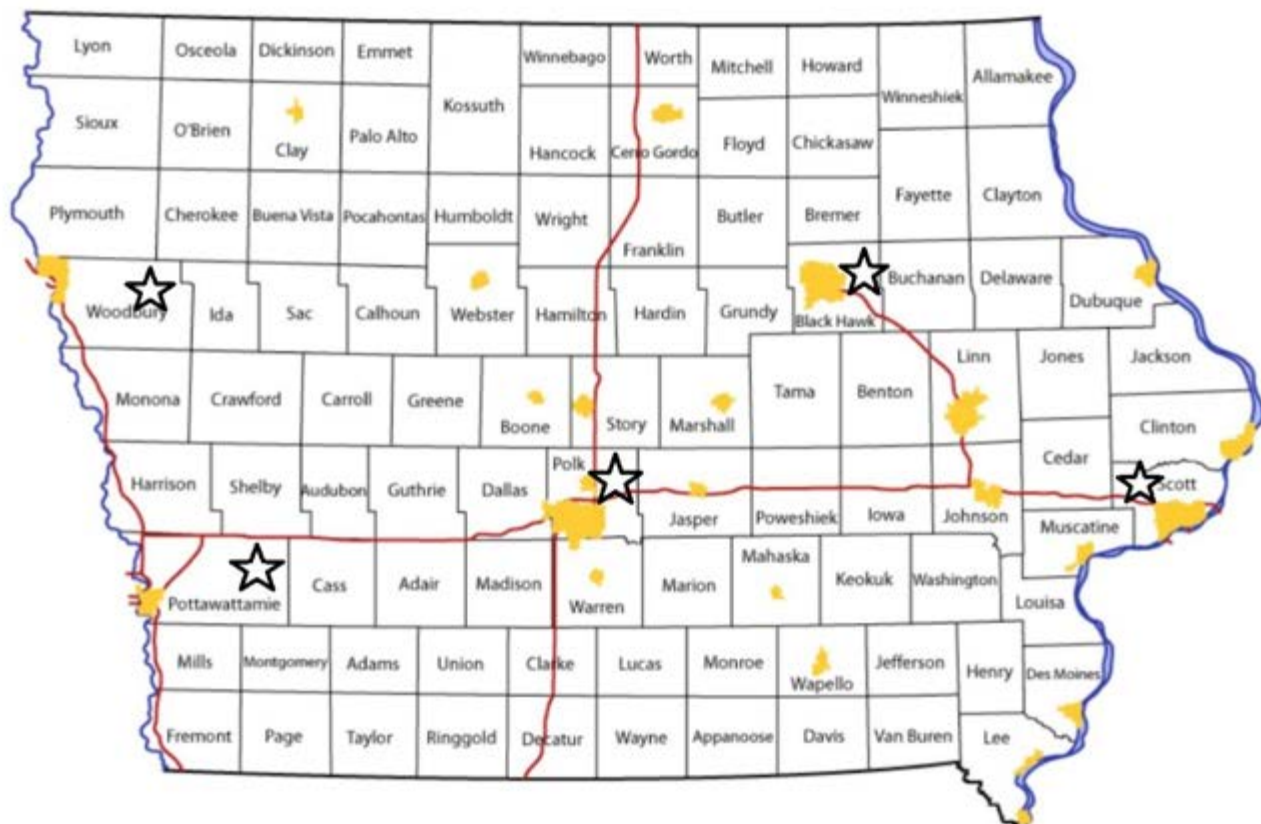 Lyon
Osceola
Dickinson
Emmet
Kossuth
Winnebago
Worth
Mitchell
Howard
Winneshiek
Allamakee
Sioux
O'Brien
Clay
Palo Alto
Hancock
Cerro Gordo
Floyd
Chickasaw
Fayette
Clayton
Plymouth
Cherokee
Buena Vista
Pocahontas
Humboldt
Wright
Franklin
Butler
Bremer
Woodbury
Ida
Sac
Calhoun
Webster
Hamilton
Hardin
Grundy
Black Hawk
Buchanan
Delaware
Dubuque
Monona
Crawford
Carroll
Greene
Boone
Story
Marshall
Tama
Benton
Linn
Jones
Jackson
Clinton
Harrison
Shelby
Audubon
Guthrie
Dallas
Polk
Jasper
Poweshiek
Iowa
Johnson
Cedar
Scott
Muscatine
Pottawattamie
Cass
Adair
Madison
Warren
Marion
Mahaska
Keokuk
Washington
Louisa
Mills
Montgomery
Adams
Union
Clarke
Lucas
Monroe
Wapello
Jefferson
Henry
Des Moines
Fremont
Page
Taylor
Ringgold
Decatur
Wayne
Appanoose
Davis
Van Buren
Lee